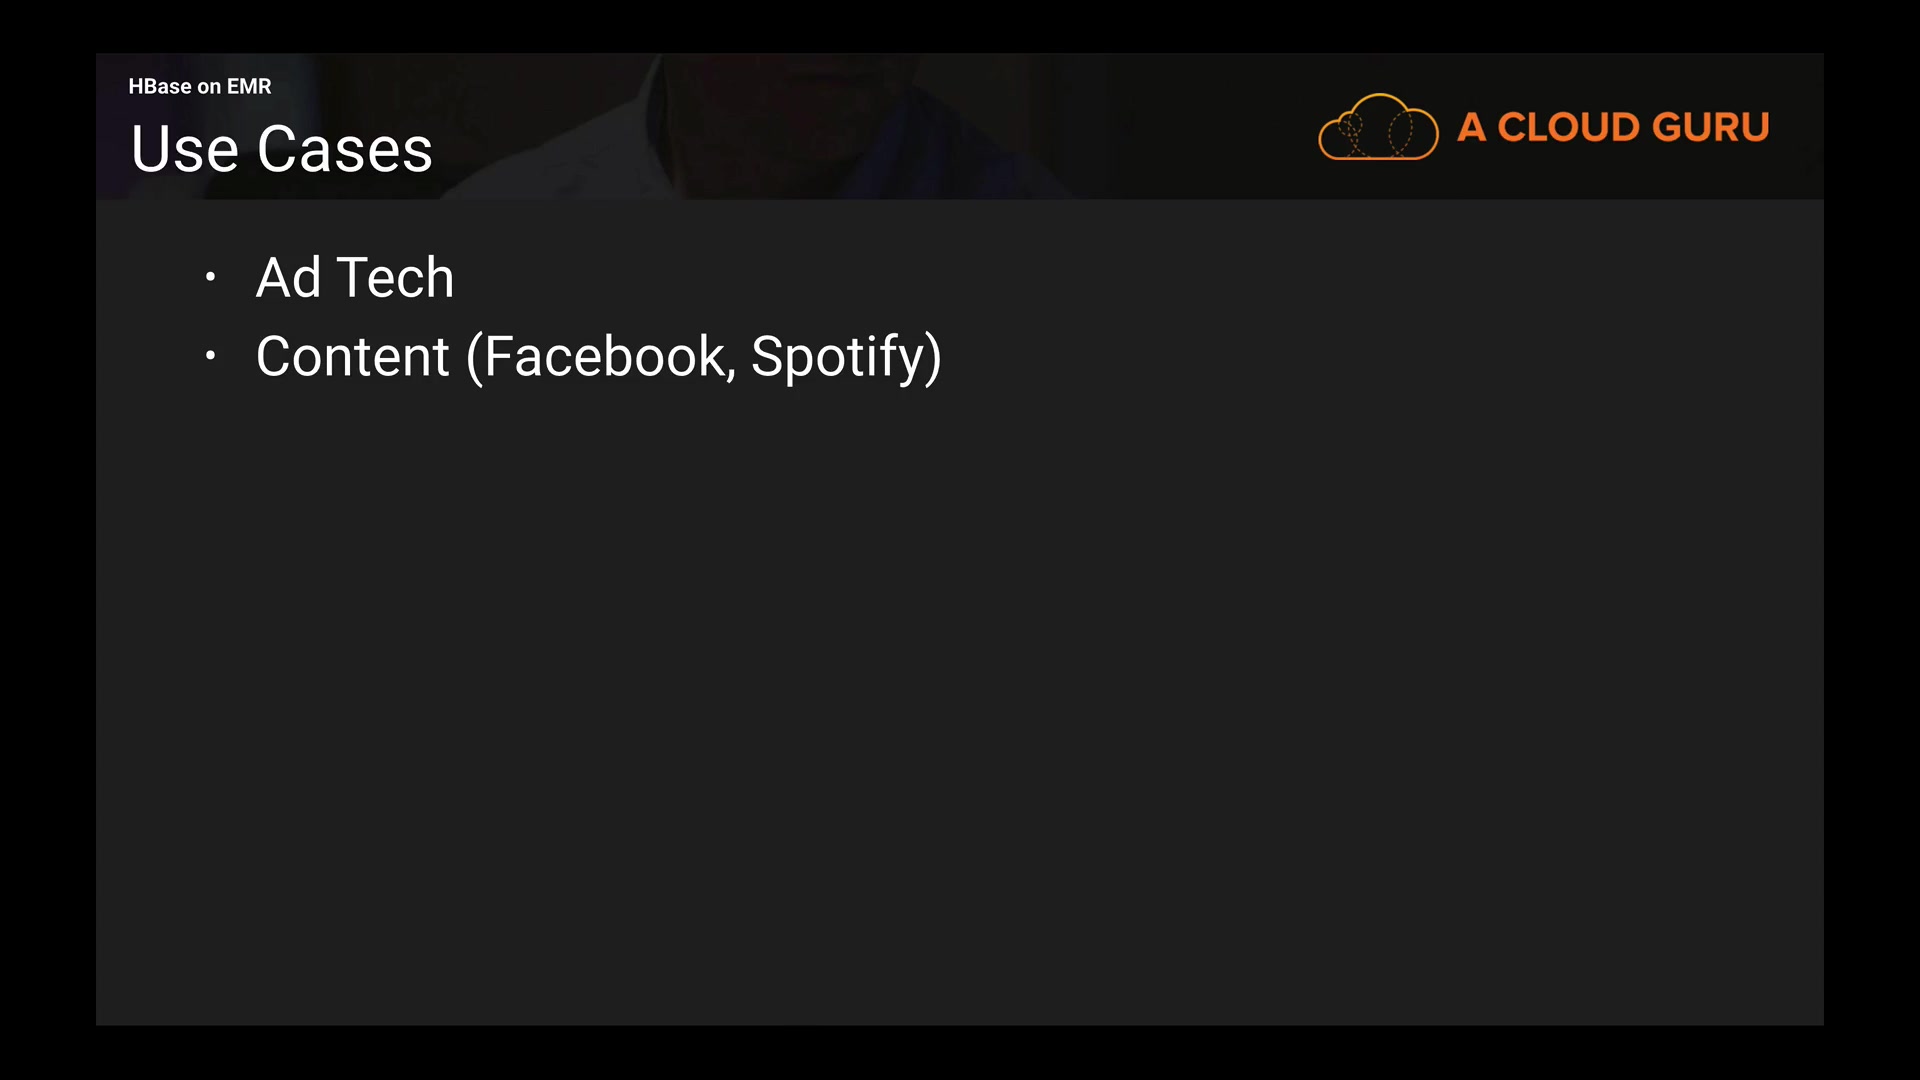 HBase on EMR
Use Cases
A CLOUD GURU
• Ad Tech
• Content (Facebook, Spotify)